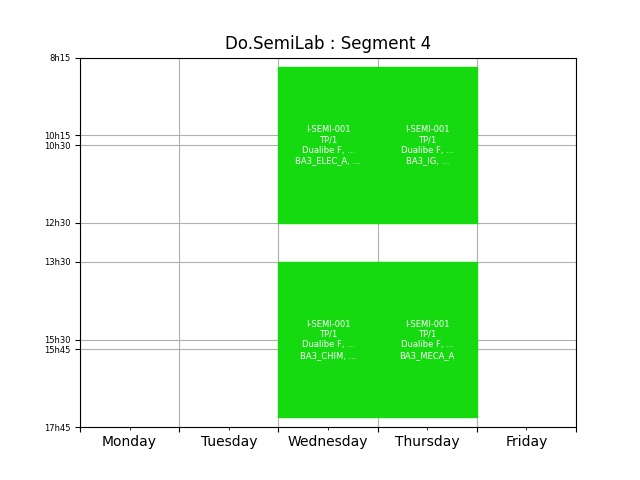 Do.SemiLab : Segment 4
8h15
10h15
10h30
12h30
13h30
15h30
15h45
17h45
I-SEMI-001
TP/1
Dualibe F, ...
BA3_ELEC_A, ...
I-SEMI-001
TP/1
Dualibe F, ...
BA3_IG, ...
I-SEMI-001
TP/1
Dualibe F, ...
BA3_CHIM, ...
I-SEMI-001
TP/1
Dualibe F, ...
BA3_MECA_A
Monday
Tuesday
Wednesday
Thursday
Friday